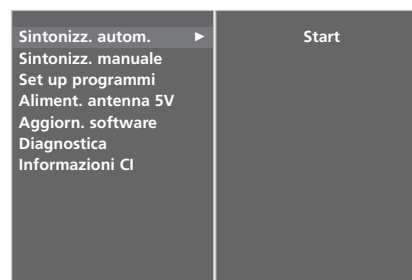 Sintonizz. autom. ►
Start
Sintonizz. manuale
Set up programmi
Aliment. antenna 5V
Aggiorn. software
Diagnostica
Informazioni CI